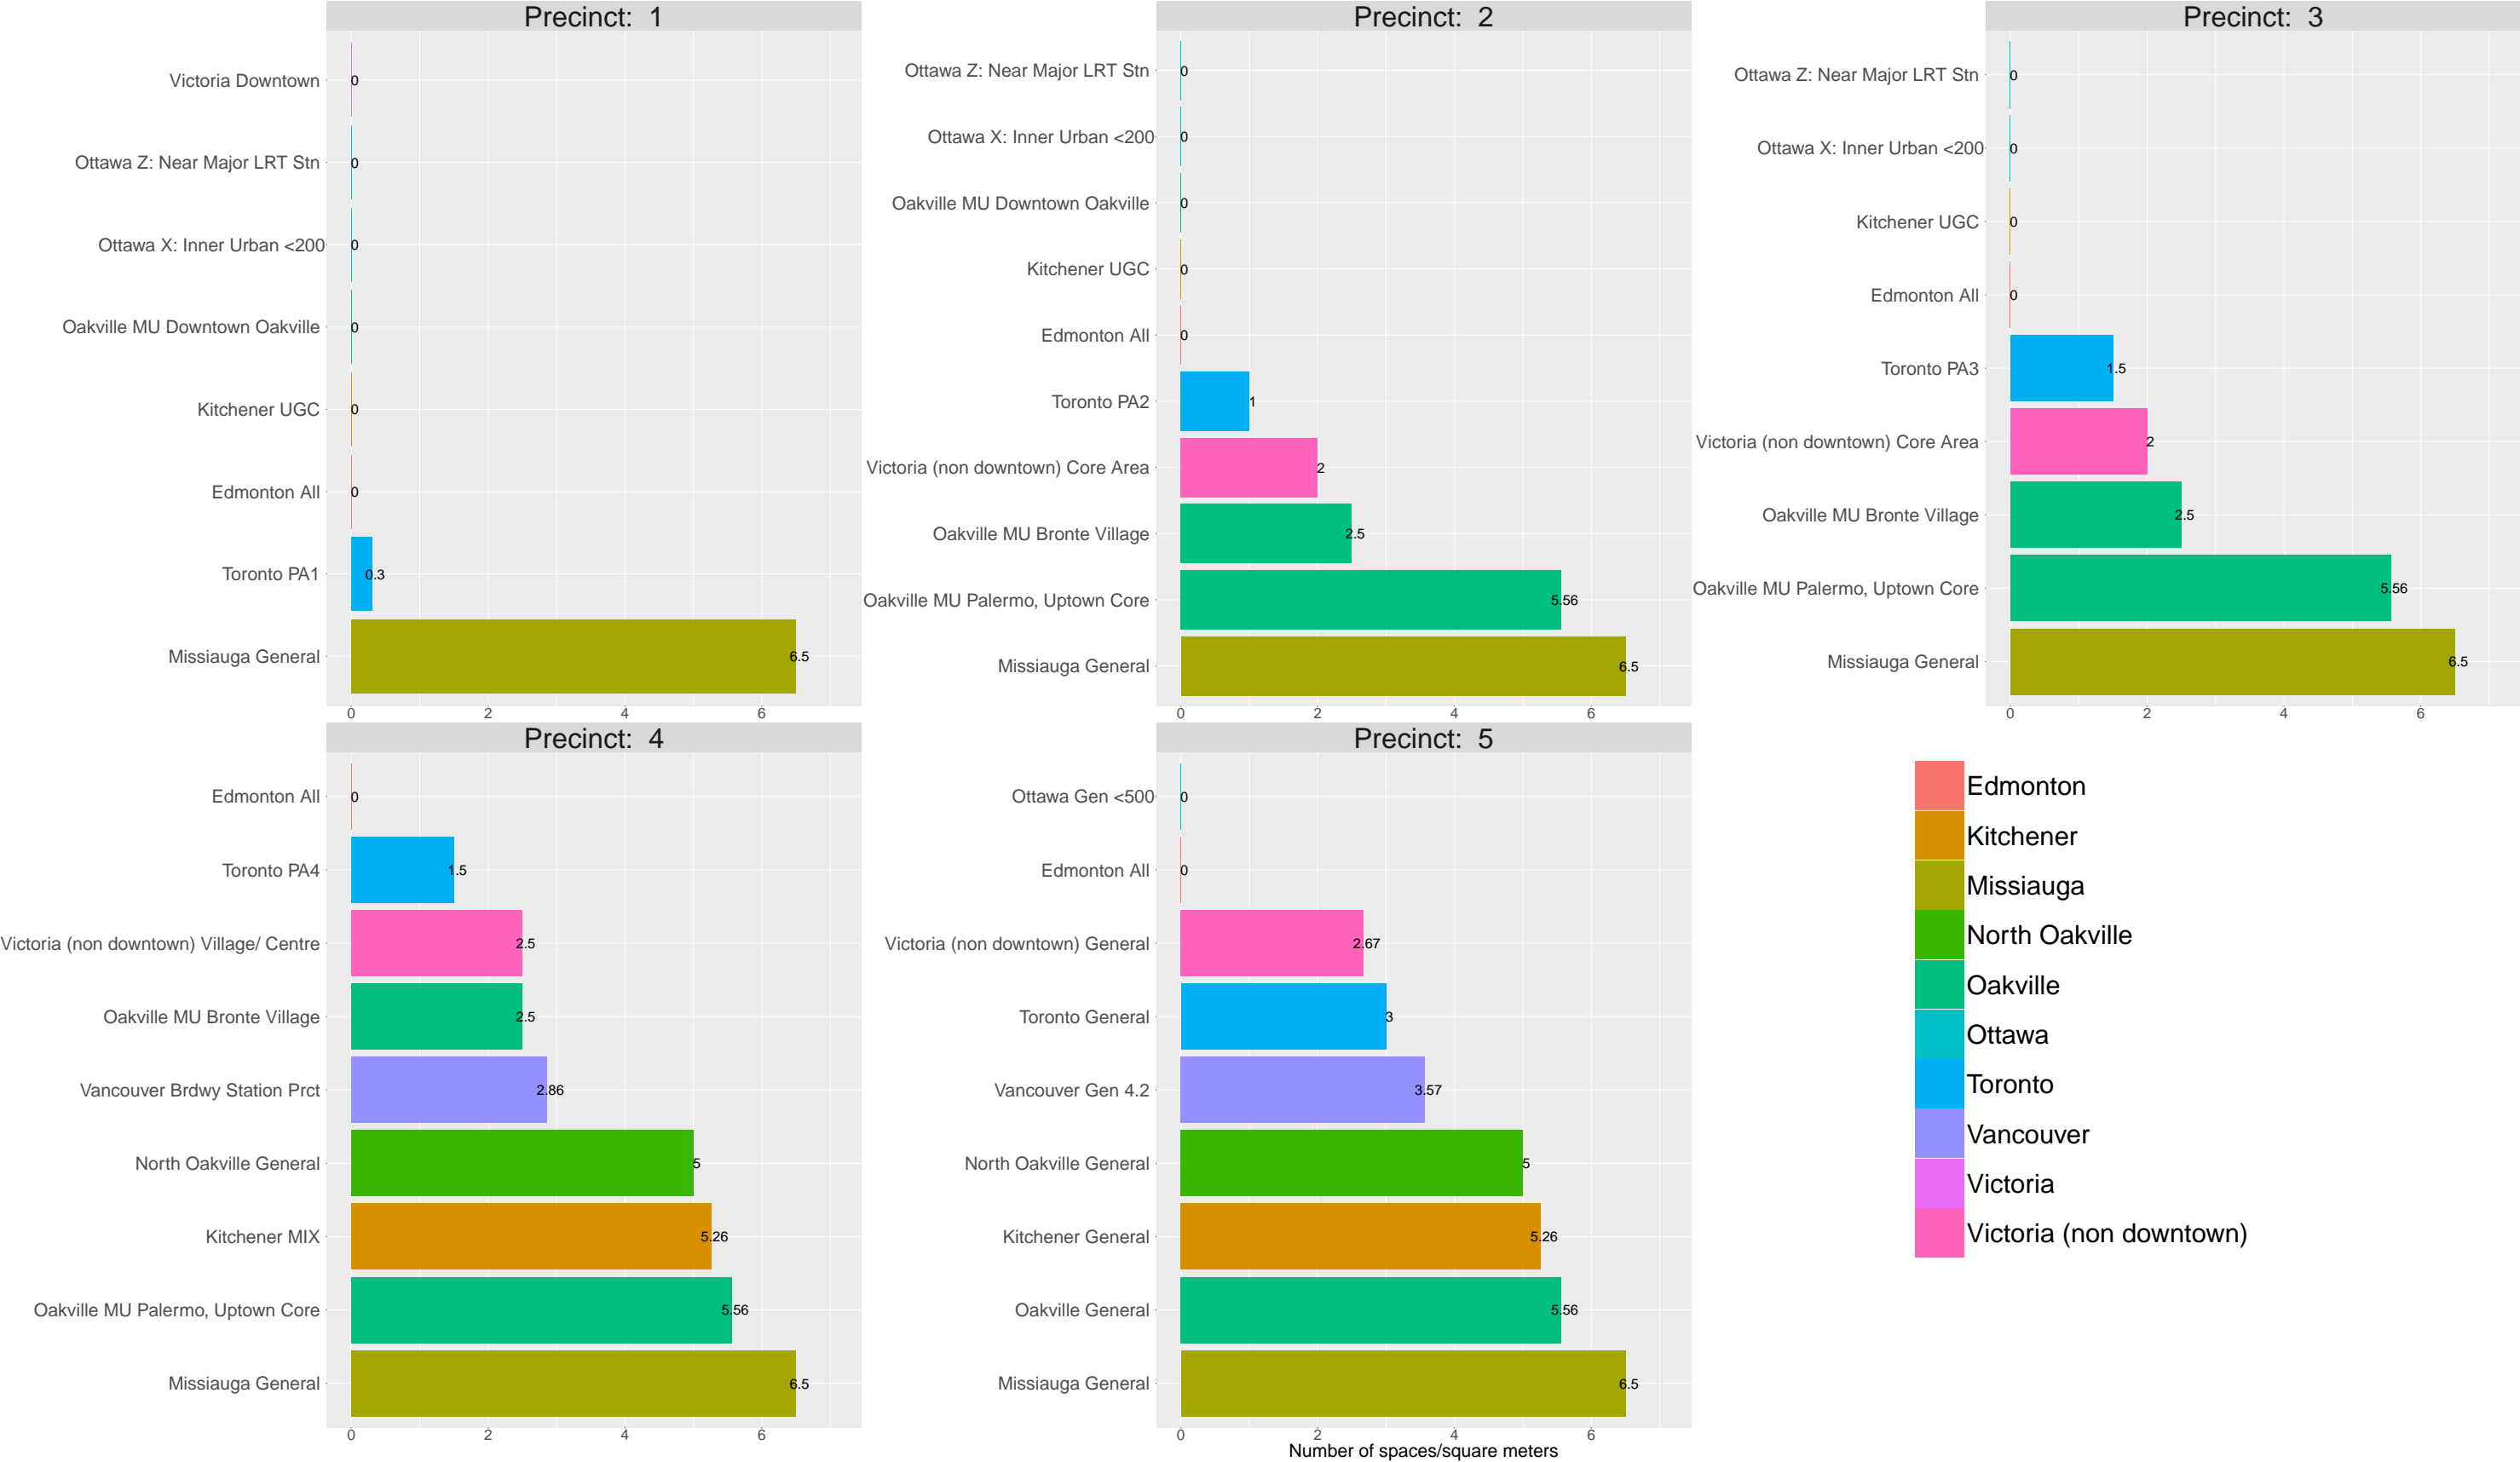 Precinct:  1
Victoria Downtown 0
Ottawa Z: Near Major LRT Stn 0
Ottawa X: Inner Urban <200 0
Oakville MU Downtown Oakville 0
Kitchener UGC 0
Edmonton All 0
Toronto PA1 0.3
Missiauga General 6.5
0 2 4 6
Precinct:  2
Ottawa Z: Near Major LRT Stn 0
Ottawa X: Inner Urban <200 0
Oakville MU Downtown Oakville 0
Kitchener UGC 0
Edmonton All 0
Toronto PA2 1
Victoria (non downtown) Core Area 2
Oakville MU Bronte Village 2.5
Oakville MU Palermo, Uptown Core 5.56
Missiauga General 6.5
0 2 4 6
Precinct:  3
Ottawa Z: Near Major LRT Stn 0
Ottawa X: Inner Urban <200 0
Kitchener UGC 0
Edmonton All 0
Toronto PA3 1.5
Victoria (non downtown) Core Area 2
Oakville MU Bronte Village 2.5
Oakville MU Palermo, Uptown Core 5.56
Missiauga General 6.5
0 2 4 6
Precinct:  4
Edmonton All 0
Toronto PA4 1.5
Victoria (non downtown) Village/ Centre 2.5
Oakville MU Bronte Village 2.5
Vancouver Brdwy Station Prct 2.86
North Oakville General 5
Kitchener MIX 5.26
Oakville MU Palermo, Uptown Core 5.56
Missiauga General 6.5
0 2 4 6
Precinct:  5
Ottawa Gen <500 0
Edmonton All 0
Victoria (non downtown) General 2.67
Toronto General 3
Vancouver Gen 4.2 3.57
North Oakville General 5
Kitchener General 5.26
Oakville General 5.56
Missiauga General 6.5
0 2 4 6
Number of spaces/square meters
Edmonton
Kitchener
Missiauga
North Oakville
Oakville
Ottawa
Toronto
Vancouver
Victoria
Victoria (non downtown)